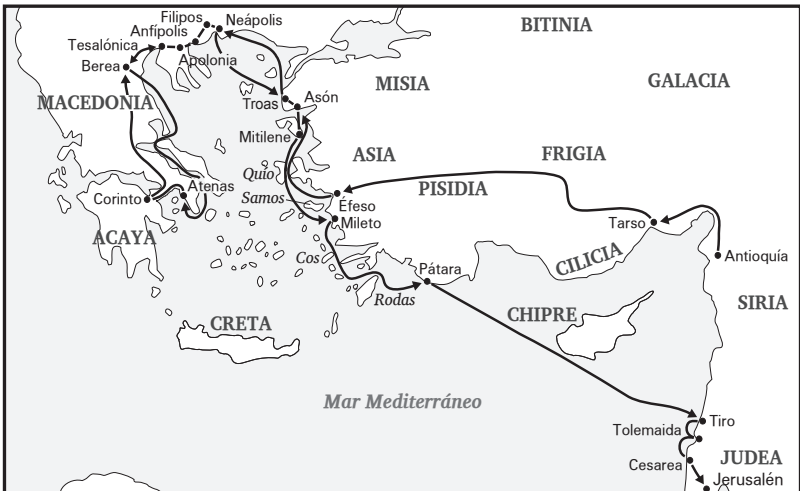 Filipos
Neápolis
BITINIA
Anfípolis
Tesalónica
Apolonia
Berea
MISIA
GALACIA
MACEDONIA
Troas
Asón
Mitilene
ASIA
FRIGIA
Quío
PISIDIA
Atenas
Samos
Corinto
Éfeso
Mileto
Tarso
ACAYA
Cos
CILICIA
Antioquía
Pátara
Rodas
SIRIA
CRETA
CHIPRE
Mar Mediterráneo
Tiro
Tolemaida
JUDEA
Cesarea
Jerusalén